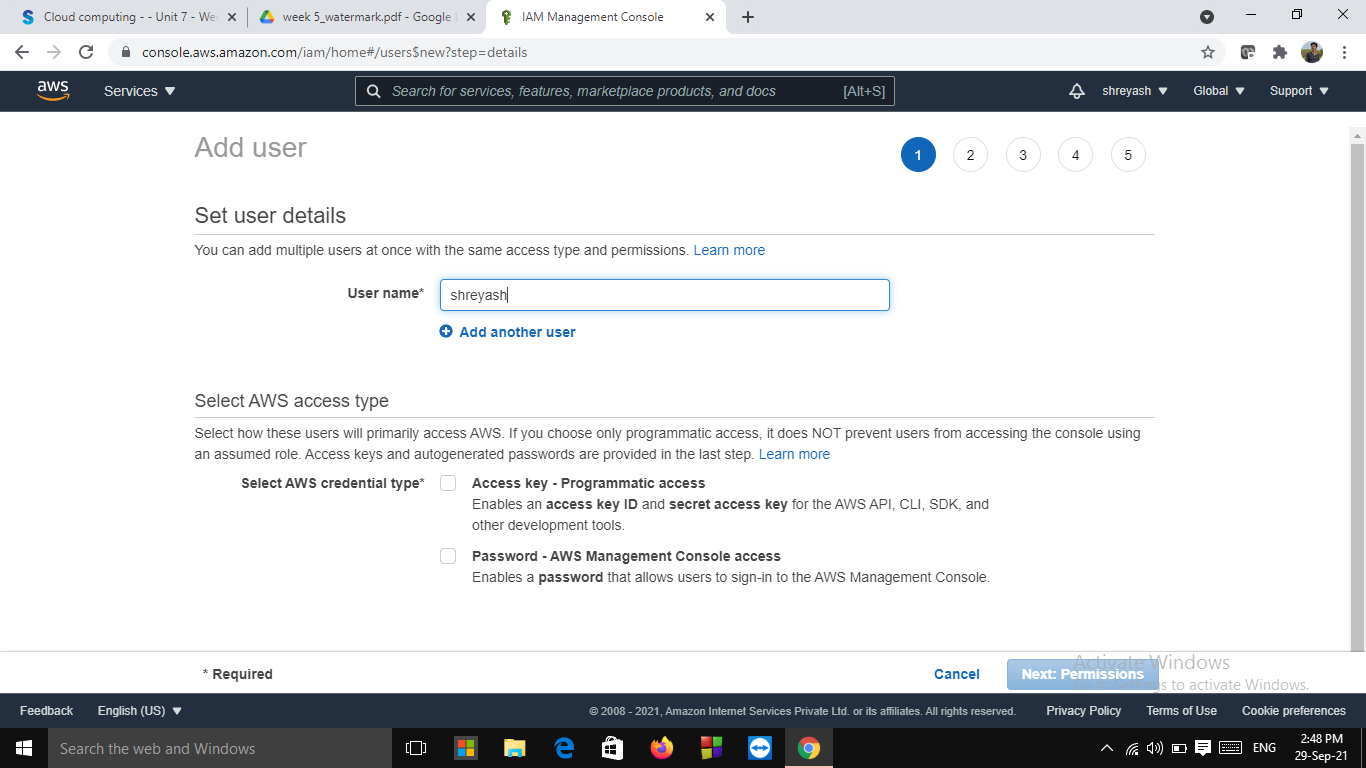 Cloud computing - - Unit 7 - We
week 5_watermark.pdf - Google
IAM Management Console
console.aws.amazon.com/iam/home#/users$new?step=details
aws
Services
Search for services, features, marketplace products, and docs
[Alt+S]
shreyash
Global
Support
Add user
1
2
3
4
5
Set user details
You can add multiple users at once with the same access type and permissions. Learn more
User name*
shreyash
Add another user
Select AWS access type
Select how these users will primarily access AWS. If you choose only programmatic access, it does NOT prevent users from accessing the console using
an assumed role. Access keys and autogenerated passwords are provided in the last step. Learn more
Select AWS credential type*
Access key - Programmatic access
Enables an access key ID and secret access key for the AWS API, CLI, SDK, and
other development tools.
Password - AWS Management Console access
Enables a password that allows users to sign-in to the AWS Management Console.
* Required
Cancel
Next: Permissions
Activate Windows
to activate Windows.
Feedback
English (US)
© 2008 - 2021, Amazon Internet Services Private Ltd. or its affiliates. All rights reserved.
Privacy Policy
Terms of Use
Cookie preferences
Search the web and Windows
ENG
2:48 PM
29-Sep-21